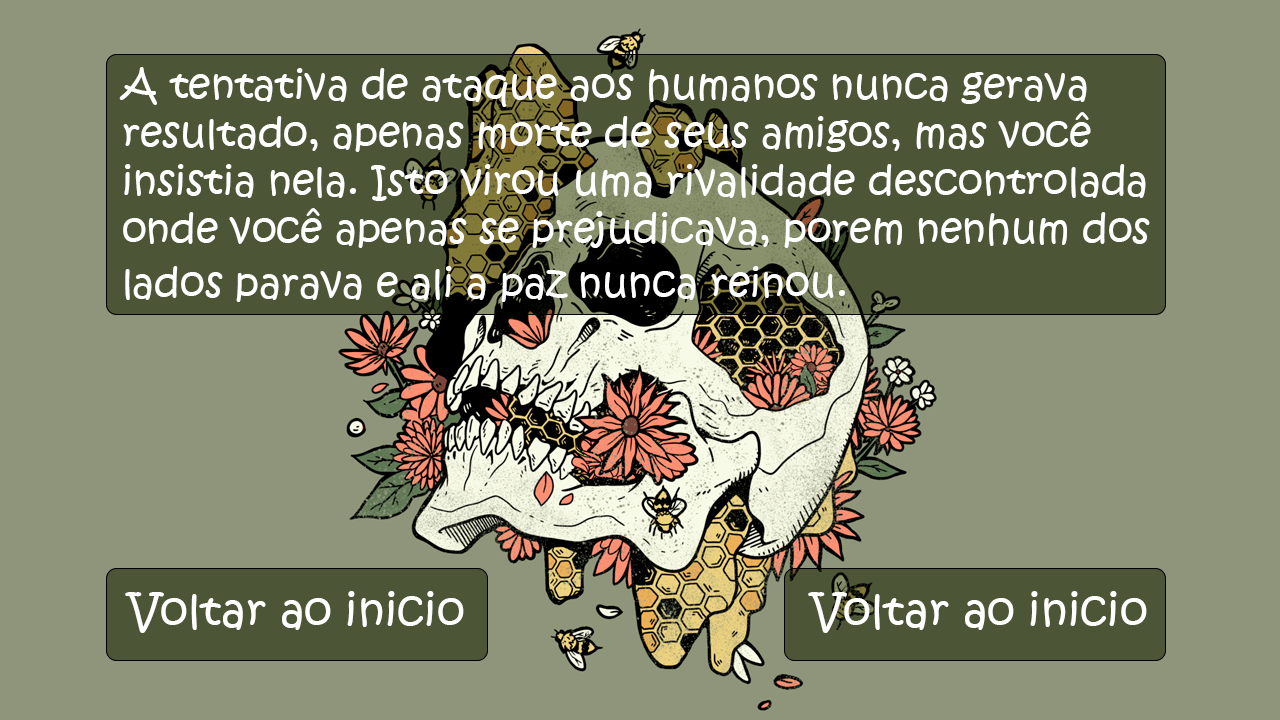 A tentativa de ataque aos humanos nunca gerava
resultado, apenas morte de seus amigos, mas você
insistia nela. Isto virou uma rivalidade descontrolada
onde você apenas se prejudicava, porem nenhum dos
lados parava e ali a paz nunca reinou.
Voltar ao inicio
Voltar ao inicio